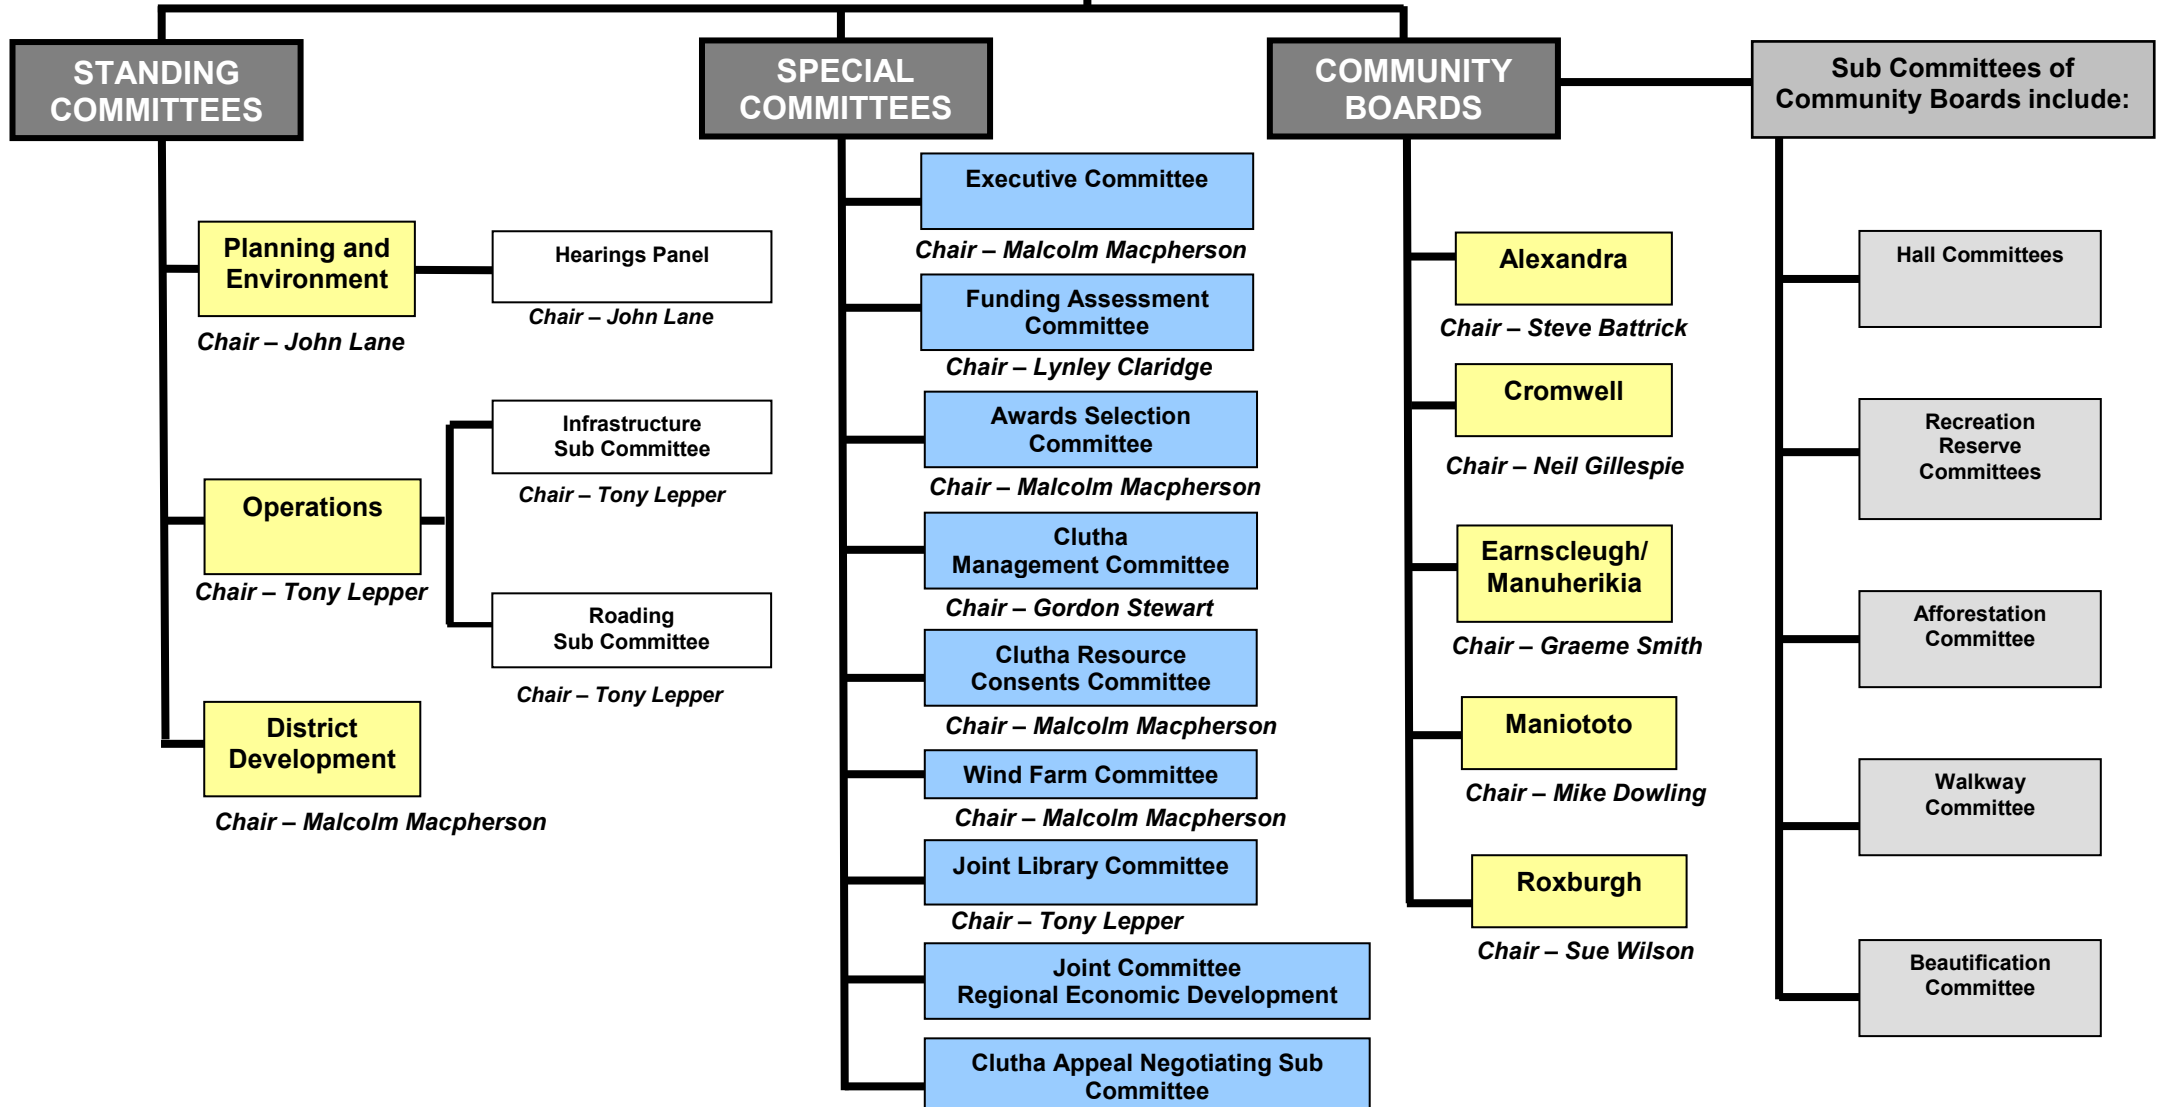 STANDING
COMMITTEES
Planning and
Environment
Chair – John Lane
Hearings Panel
Chair – John Lane
Operations
Chair – Tony Lepper
Infrastructure
Sub Committee
Chair – Tony Lepper
Roading
Sub Committee
Chair – Tony Lepper
District
Development
Chair – Malcolm Macpherson
SPECIAL
COMMITTEES
Executive Committee
Chair – Malcolm Macpherson
Funding Assessment
Committee
Chair – Lynley Claridge
Awards Selection
Committee
Chair – Malcolm Macpherson
Clutha
Management Committee
Chair – Gordon Stewart
Clutha Resource
Consents Committee
Chair – Malcolm Macpherson
Wind Farm Committee
Chair – Malcolm Macpherson
Joint Library Committee
Chair – Tony Lepper
Joint Committee
Regional Economic Development
Clutha Appeal Negotiating Sub
Committee
COMMUNITY
BOARDS
Alexandra
Chair – Steve Battrick
Cromwell
Chair – Neil Gillespie
Earnscleugh/
Manuherikia
Chair – Graeme Smith
Maniototo
Chair – Mike Dowling
Roxburgh
Chair – Sue Wilson
Sub Committees of
Community Boards include:
Hall Committees
Recreation
Reserve
Committees
Afforestation
Committee
Walkway
Committee
Beautification
Committee